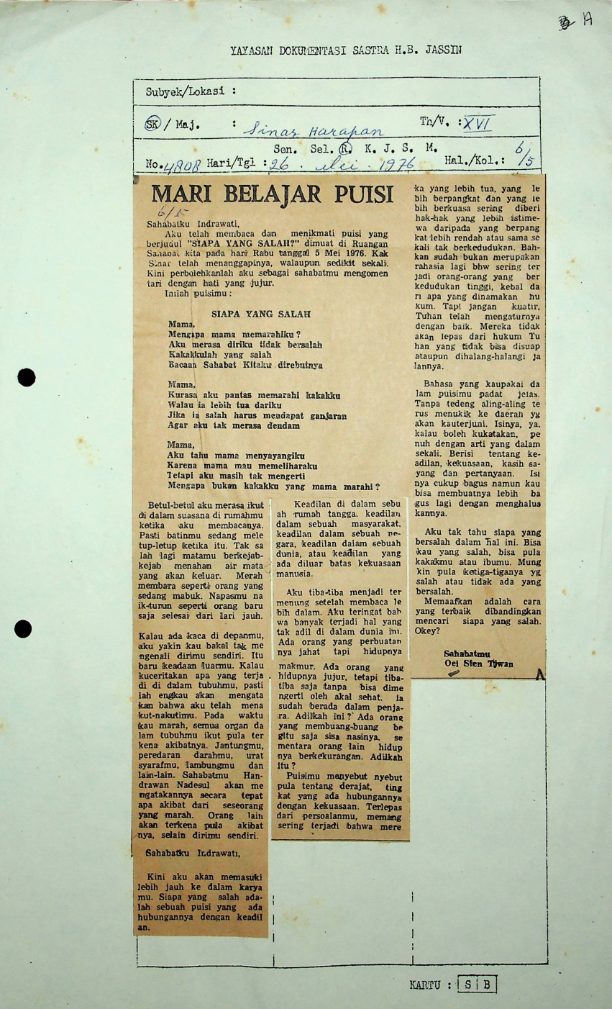 A
YAYASAN DOKUMENTASI SASTRA H.B. JASSIN
Subyek/Lokasi :
SK / Maj. : Sinar Harapan Th/V. : XVI
Sen. Sel. R. K. J. S. M.
No. 4808 Hari/Tgl : 26 Mei 1976 Hal./Kol.: 6/5
MARI BELAJAR PUISI
Sahabatku Indrawati,
Aku telah membaca dan menikmati puisi yang
berjudul "SIAPA YANG SALAH?" dimuat di Ruangan
kita pada hari Rabu tanggal 5 Mei 1976. Kak
Sinar telah menanggapinya, walaupun sedikit sekali.
Kini perbolehkanlah aku sebagai sahabatmu mengomen
tari dengan hati yang jujur.
Inilah puisimu :
SIAPA YANG SALAH
Mama,
Mengapa mama memarahiku ?
Aku merasa diriku tidak bersalah
Kakakkulah yang salah
Bacaan Sahabat Kitaku direbutnya
Mama,
Kurasa aku pantas memarahi kakakku
Walau ia lebih tua dariku
Jika ia salah harus mendapat ganjaran
Agar aku tak merasa dendam
Mama,
Aku tahu mama menyayangiku
Karena mama mau memeliharaku
Tetapi aku masih tak mengerti
Mengapa bukan kakakku yang mama marahi ?
Betul-betul aku merasa ikut
di dalam suasana di rumahmu
ketika aku membacanya.
Pasti batinmu sedang mele
tup-letup ketika itu. Tak sa
lah lagi matamu berkejab-
kejab menahan air mata
yang akan keluar. Merah
membara seperti orang yang
sedang mabuk. Napasmu na
ik-turun seperti orang baru
saja selesai dari lari jauh.
Kalau ada kaca di depanmu,
aku yakin kau bakal tak me
ngenali dirimu sendiri. Itu
baru keadaan luarmu. Kalau
kuceritakan apa yang terja
di di dalam tubuhmu, pasti
lah engkau akan mengata
kan bahwa aku telah mena
kut-nakutimu. Pada waktu
kau marah, semua organ da
lam tubuhmu ikut pula ter
kena akibatnya. Jantungmu,
peredaran darahmu, urat
syarafmu, lambungmu dan
lain-lain. Sahabatmu Han-
drawan Nadesul akan me
ngatakannya secara tepat
apa akibat dari seseorang
yang marah. Orang lain
akan terkena pula akibat
nya, selain dirimu sendiri.
Sahabatku Indrawati,
Kini aku akan memasuki
lebih jauh ke dalam karya
mu. Siapa yang salah ada-
lah sebuah puisi yang ada
hubungannya dengan keadil
an.
Keadilan di dalam sebu
ah rumah tangga, keadilan
dalam sebuah masyarakat,
keadilan dalam sebuah ne-
gara, keadilan dalam sebuah
dunia, atau keadilan yang
ada diluar batas kekuasaan
manusia.
Aku tiba-tiba menjadi ter
menung setelah membaca le
bih dalam. Aku teringat bah
wa banyak terjadi hal yang
tak adil di dalam dunia ini.
Ada orang yang perbuatan
nya jahat tapi hidupnya
makmur. Ada orang yang
hidupnya jujur, tetapi tiba-
tiba saja tanpa bisa dime
ngerti oleh akal sehat, ia
sudah berada dalam penja-
ra. Adilkah ini ? Ada orang
yang membuang-buang be
gitu saja sisa nasinya, se
mentara orang lain hidup
nya berkekurangan. Adilkah
itu ?
Puisimu menyebut nyebut
pula tentang derajat, ting
kat yang ada hubungannya
dengan kekuasaan. Terlepas
dari persoalanmu, memang
sering terjadi bahwa mere
ka yang lebih tua, yang le
bih berpangkat dan yang le
bih berkuasa sering diberi
hak-hak yang lebih istime-
wa daripada yang berpang
kat lebih rendah atau sama se
kali tak berkedudukan. Bah-
kan sudah bukan merupakan
rahasia lagi bhw sering ter
jadi orang-orang yang ber
kedudukan tinggi, kebal da
ri apa yang dinamakan hu
kum. Tapi jangan kuatir.
Tuhan telah mengaturnya
dengan baik. Mereka tidak
akan lepas dari hukum Tu
han yang tidak bisa disuap
ataupun dihalang-halangi ja
lannya.
Bahasa yang kaupakai da
lam puisimu padat jelas.
Tanpa tedeng aling-aling te
rus menukik ke daerah yg
akan kauterjuni. Isinya, ya,
kalau boleh kukatakan, pe
nuh dengan arti yang dalam
sekali. Berisi tentang ke-
adilan, kekuasaan, kasih sa-
yang dan pertanyaan. Isi
nya cukup bagus namun kau
bisa membuatnya lebih ba
gus lagi dengan menghalus
kannya.
Aku tak tahu siapa yang
bersalah dalam hal ini. Bisa
kau yang salah, bisa pula
kakakmu atau ibumu. Mung
kin pula ketiga-tiganya yg
salah atau tidak ada yang
bersalah.
Memaafkan adalah cara
yang terbaik dibandingkan
mencari siapa yang salah.
Okey?
Sahabatmu
Oei Sien Tjwan
KARTU : S B